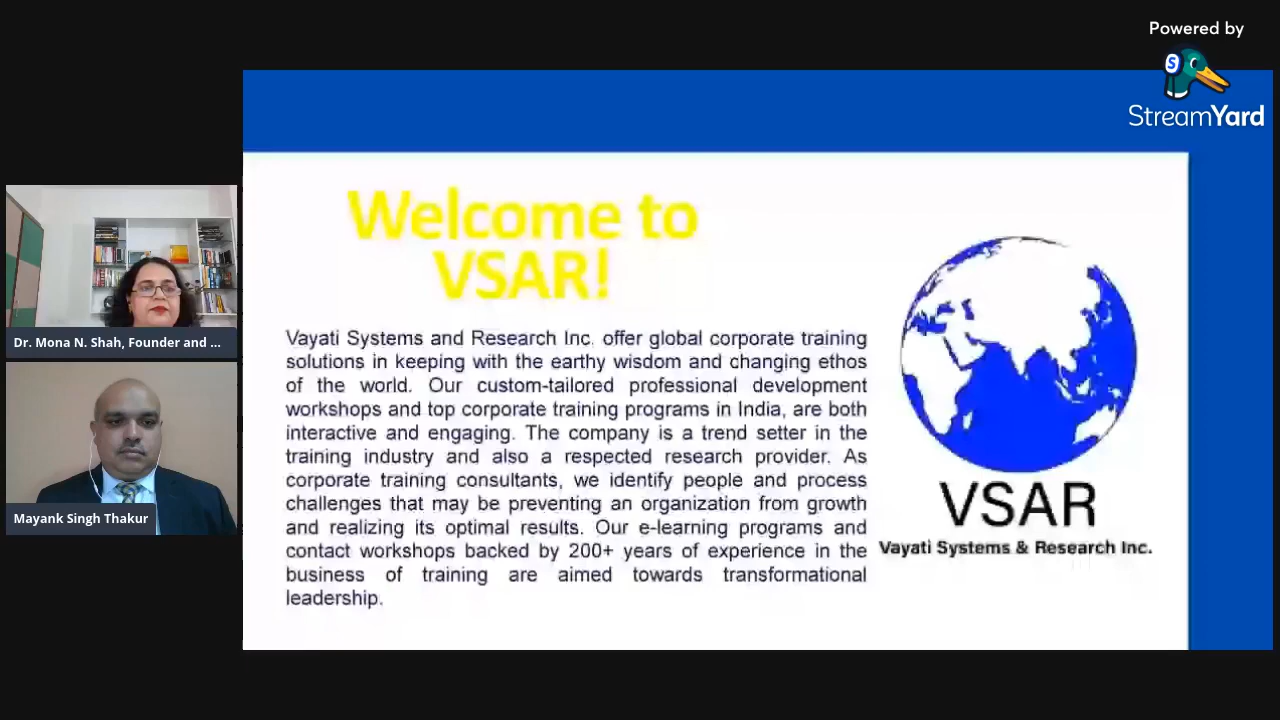 Powered by
StreamYard
Welcome to
VSAR!
Vayati Systems and Research Inc. offer global corporate training
solutions in keeping with the earthy wisdom and changing ethos
of the world. Our custom-tailored professional development
workshops and top corporate training programs in India, are both
interactive and engaging. The company is a trend setter in the
training industry and also a respected research provider. As
corporate training consultants, we identify people and process
challenges that may be preventing an organization from growth
and realizing its optimal results. Our e-learning programs and
contact workshops backed by 200+ years of experience in the
business of training are aimed towards transformational
leadership.
VSAR
Vayati Systems & Research Inc.
Dr. Mona N. Shah, Founder and ...
Mayank Singh Thakur